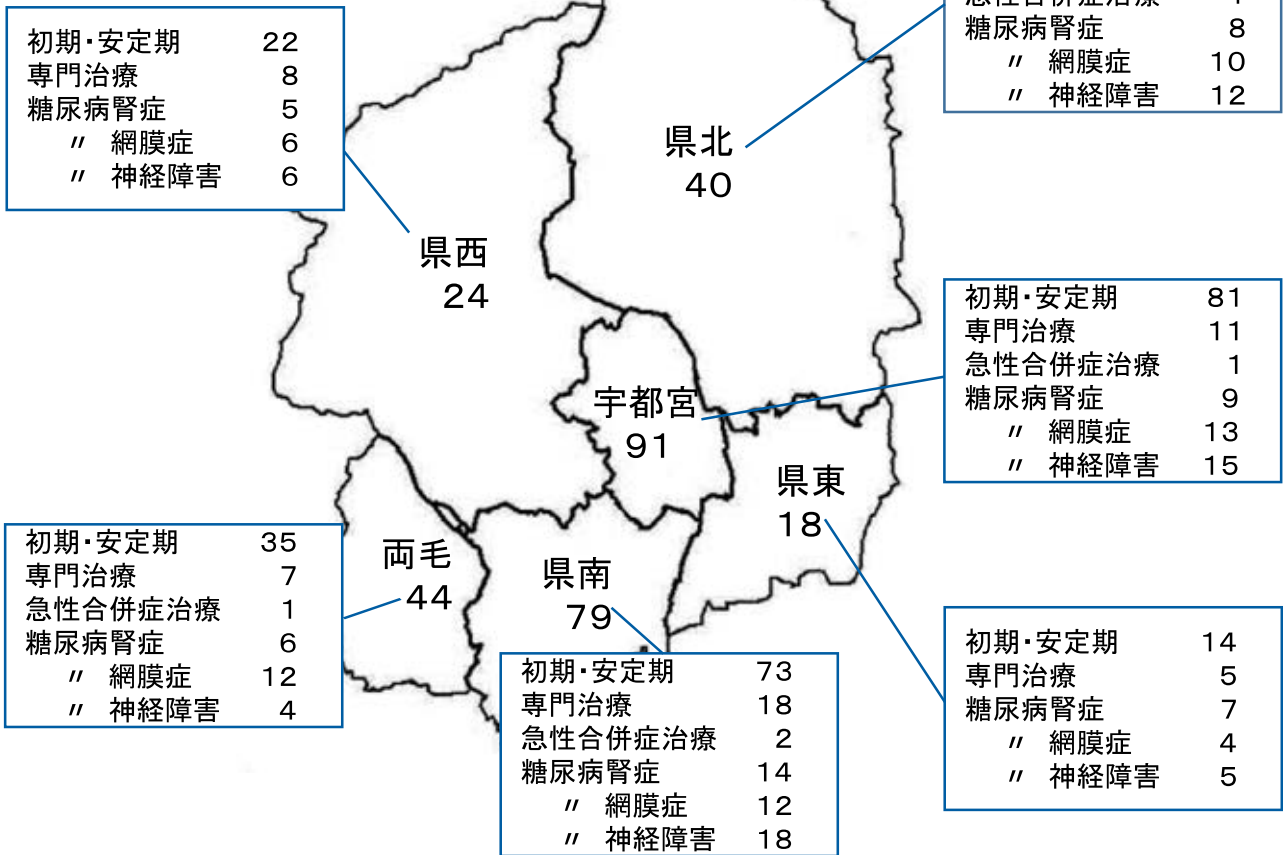 初期・安定期 22
専門治療 8
糖尿病腎症 5
〃 網膜症 6
〃 神経障害 6
糖尿病腎症 8
〃 網膜症 10
〃 神経障害 12
県北
40
県西
24
初期・安定期 81
専門治療 11
急性合併症治療 1
糖尿病腎症 9
〃 網膜症 13
〃 神経障害 15
宇都宮
91
県東
18
初期・安定期 35
専門治療 7
急性合併症治療 1
糖尿病腎症 6
〃 網膜症 12
〃 神経障害 4
両毛
44
県南
79
初期・安定期 73
専門治療 18
急性合併症治療 2
糖尿病腎症 14
〃 網膜症 12
〃 神経障害 18
初期・安定期 14
専門治療 5
糖尿病腎症 7
〃 網膜症 4
〃 神経障害 5